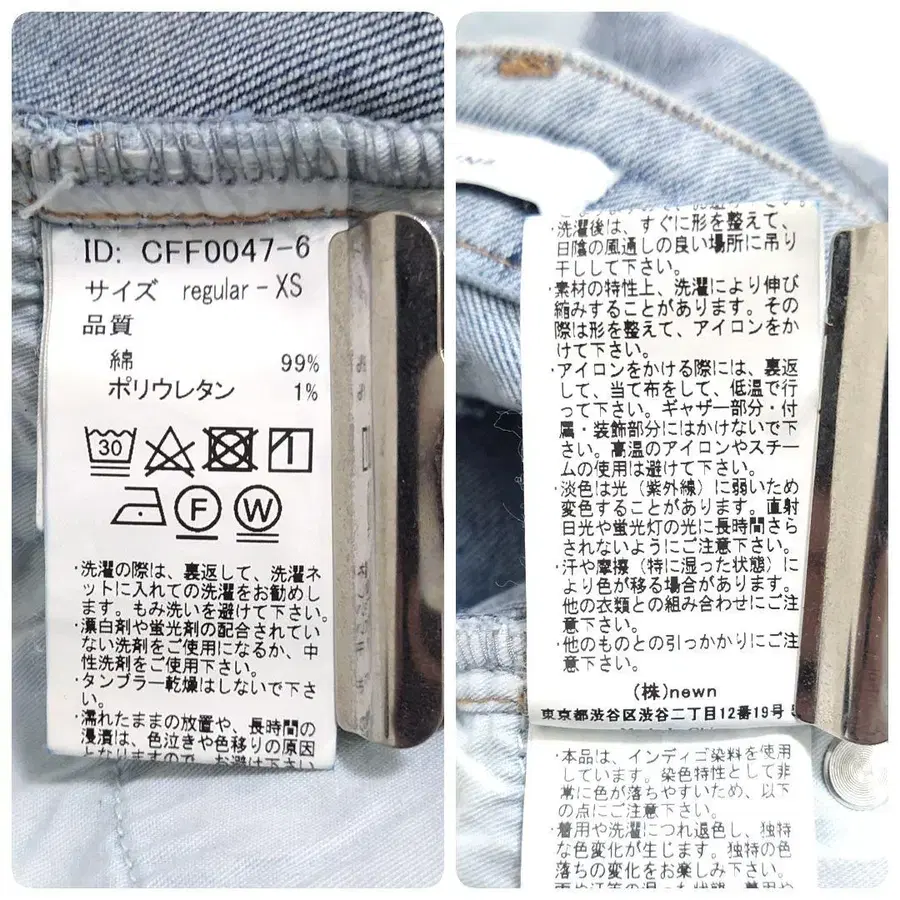 ID: CFF0047-6
サイズ regular-XS
品質
綿 99%
ポリウレタン 1%
30
F W
・洗濯の際は、裏返して、洗濯ネ
ットに入れての洗濯をお勧めし
ます。もみ洗いを避けて下さい。
・漂白剤や蛍光剤の配合されてい
ない洗剤をご使用になるか、中
性洗剤をご使用下さい。
・タンブラー乾燥はしないで下さ
い。
・濡れたままの放置や、長時間の
浸漬は、色泣きや色移りの原因
となりますので、お避け下さい
・洗濯後は、すぐに形を整えて、
日陰の風通しの良い場所に吊り
干しして下さい。
・素材の特性上、洗濯により伸び
縮みすることがあります。その
際は形を整えて、アイロンをか
けて下さい。
・アイロンをかける際には、裏返
して、当て布をして、低温で行
って下さい。ギャザー部分・付
属・装飾部分にはかけないで下
さい。高温のアイロンやスチー
ムの使用は避けて下さい。
・淡色は光（紫外線）に弱いため
変色することがあります。直射
日光や蛍光灯の光に長時間さら
されないようにご注意下さい。
・汗や摩擦（特に湿った状態）に
より色が移る場合があります。
他の衣類との組み合わせにご注
意下さい。
・他のものとの引っかかりにご注
意下さい。
(株)newn
東京都渋谷区渋谷二丁目12番19号
・本品は、インディゴ染料を使用
しています。染色特性として非
常に色が落ちやすいため、以下
の点にご注意下さい。
・着用や洗濯につれ退色し、独特
な色変化が生じます。独特の色
落ちの変化をお楽しみ下さい。